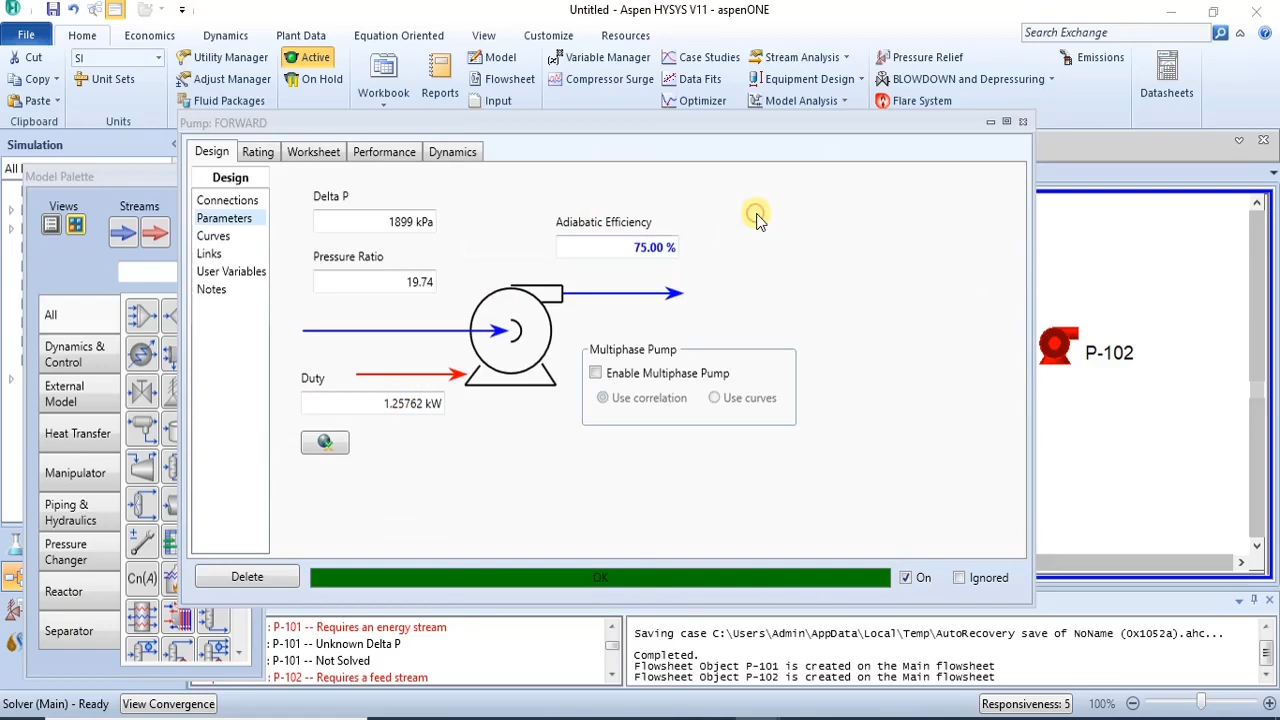 Untitled - Aspen HYSYS V11 - aspenONE
File Home Economics Dynamics Plant Data Equation Oriented View Customize Resources
Search Exchange
Cut
Copy
Paste
Clipboard
SI
Unit Sets
Units
Utility Manager
Adjust Manager
Fluid Packages
Active
On Hold
Workbook
Reports
Model
Flowsheet
Input
Variable Manager
Compressor Surge
Case Studies
Data Fits
Optimizer
Stream Analysis
Equipment Design
Model Analysis
Pressure Relief
BLOWDOWN and Depressuring
Flare System
Emissions
Datasheets
Simulation
All
Model Palette
Views
Streams
All
Dynamics &
Control
External
Model
Heat Transfer
Manipulator
Piping &
Hydraulics
Pressure
Changer
Reactor
Separator
Cn(A)
Pump: FORWARD
Design Rating Worksheet Performance Dynamics
Design
Connections
Parameters
Curves
Links
User Variables
Notes
Delta P
1899 kPa
Adiabatic Efficiency
75.00 %
Pressure Ratio
19.74
Multiphase Pump
Enable Multiphase Pump
Use correlation Use curves
Duty
1.25762 kW
Delete
OK
On
Ignored
P-102
: P-101 -- Requires an energy stream
: P-101 -- Unknown Delta P
: P-101 -- Not Solved
: P-102 -- Requires a feed stream
Saving case C:\Users\Admin\AppData\Local\Temp\AutoRecovery save of NoName (0x1052a).ahc...
Completed.
Flowsheet Object P-101 is created on the Main flowsheet
Flowsheet Object P-102 is created on the Main flowsheet
Solver (Main) - Ready
View Convergence
Responsiveness: 5
100%